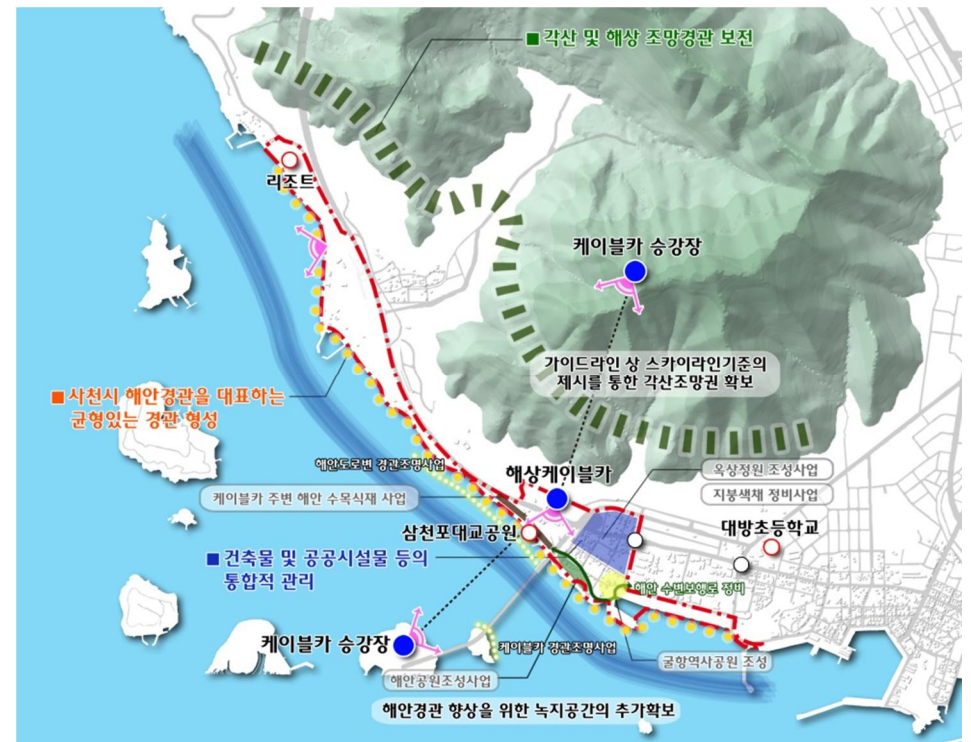 ■ 각산 및 해상 조망경관 보전
리조트
케이블카 승강장
가이드라인 상 스카이라인기준의
제시를 통한 각산조망권 확보
■ 사천시 해안경관을 대표하는
균형있는 경관 형성
해안도로변 경관조명사업
해상케이블카
옥상정원 조성사업
케이블카 주변 해안 수목식재 사업
지붕색채 정비사업
삼천포대교공원
대방초등학교
■ 건축물 및 공공시설물 등의
통합적 관리
해안 수변보행로 정비
케이블카 승강장
케이블카 경관조명사업
굴항역사공원 조성
해안공원조성사업
해안경관 향상을 위한 녹지공간의 추가확보